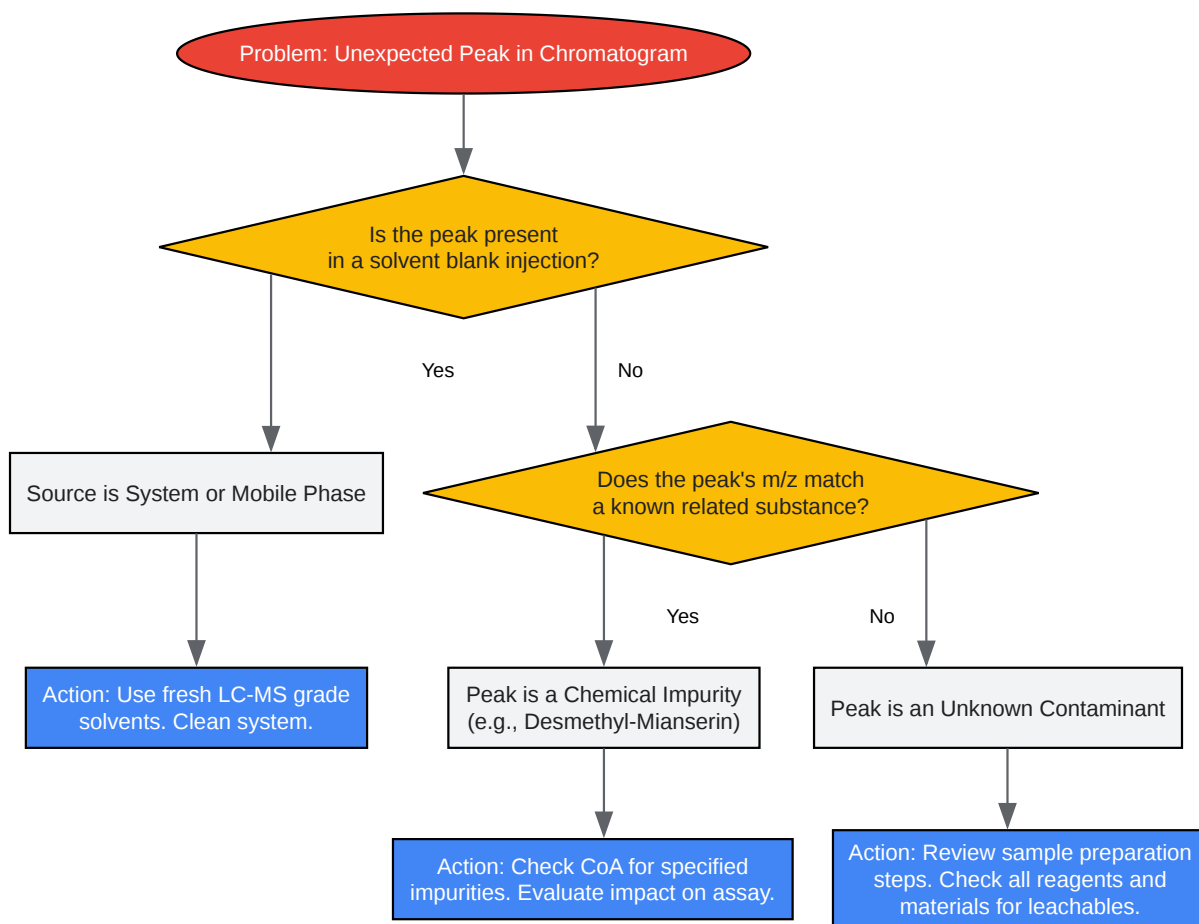 Problem: Unexpected Peak in Chromatogram
Is the peak present
in a solvent blank injection?
Yes
No
Source is System or Mobile Phase
Does the peak's m/z match
a known related substance?
Yes
No
Action: Use fresh LC-MS grade
solvents. Clean system.
Peak is a Chemical Impurity
(e.g., Desmethyl-Mianserin)
Peak is an Unknown Contaminant
Action: Check CoA for specified
impurities. Evaluate impact on assay.
Action: Review sample preparation
steps. Check all reagents and
materials for leachables.